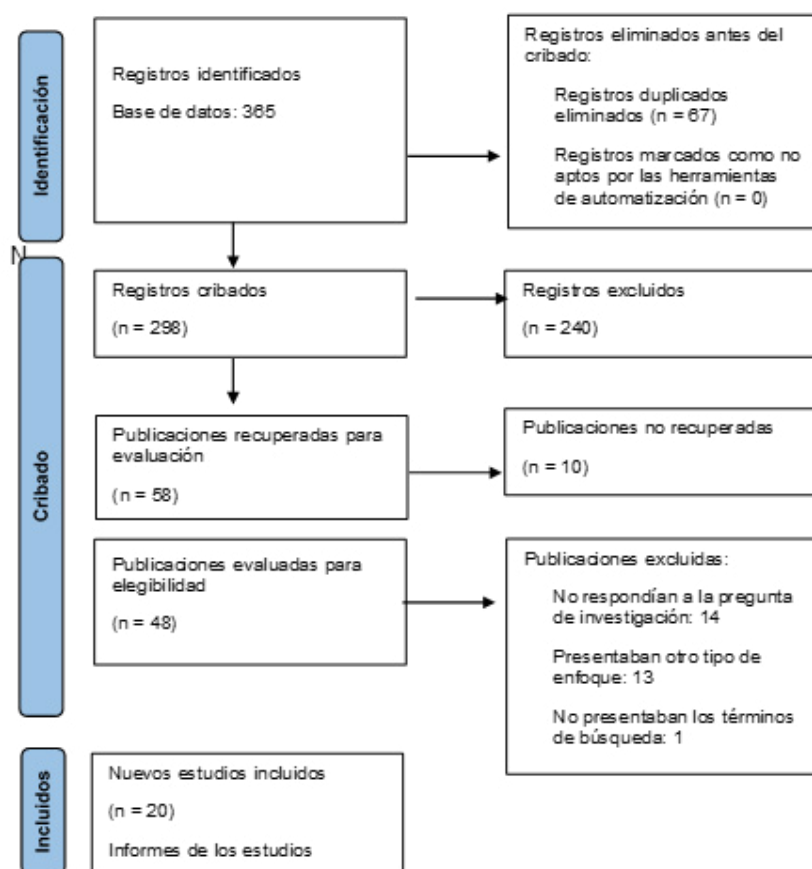 Identificación
Registros identificados
Base de datos: 365
Registros eliminados antes del
cribado:
Registros duplicados
eliminados (n = 67)
Registros marcados como no
aptos por las herramientas
de automatización (n = 0)
N
Cribado
Registros cribados
(n = 298)
Registros excluidos
(n = 240)
Publicaciones recuperadas para
evaluación
(n = 58)
Publicaciones no recuperadas
(n = 10)
Publicaciones evaluadas para
elegibilidad
(n = 48)
Publicaciones excluidas:
No respondían a la pregunta
de investigación: 14
Presentaban otro tipo de
enfoque: 13
No presentaban los términos
de búsqueda: 1
Incluidos
Nuevos estudios incluidos
(n = 20)
Informes de los estudios